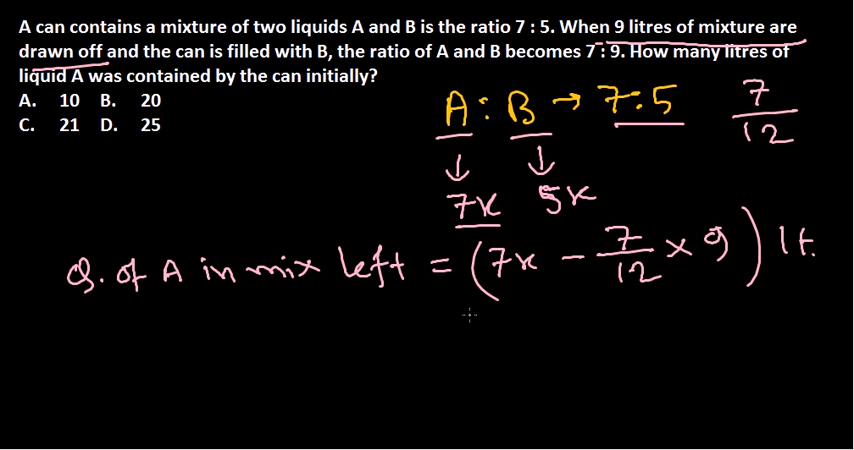 A can contains a mixture of two liquids A and B is the ratio 7 : 5. When 9 litres of mixture are
drawn off and the can is filled with B, the ratio of A and B becomes 7 : 9. How many litres of
liquid A was contained by the can initially?
A. 10 B. 20
C. 21 D. 25
A : B → 7:5
7/12
↓ ↓
7x 5x
Q. of A in mix left = (7x - 7/12 × 9) lt.